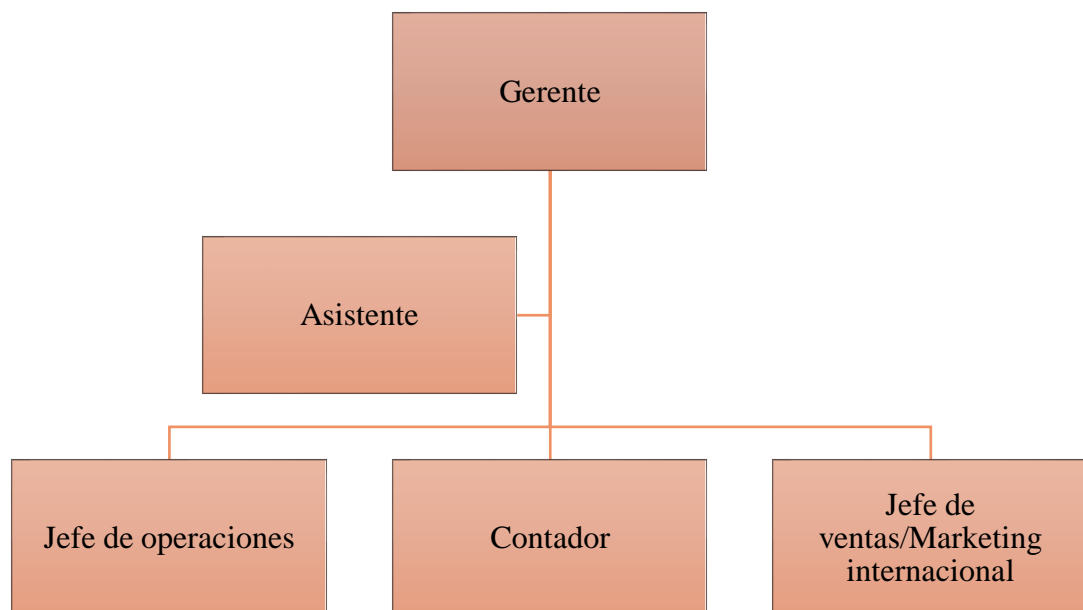 Gerente
Asistente
Jefe de operaciones
Contador
Jefe de
ventas/Marketing
internacional